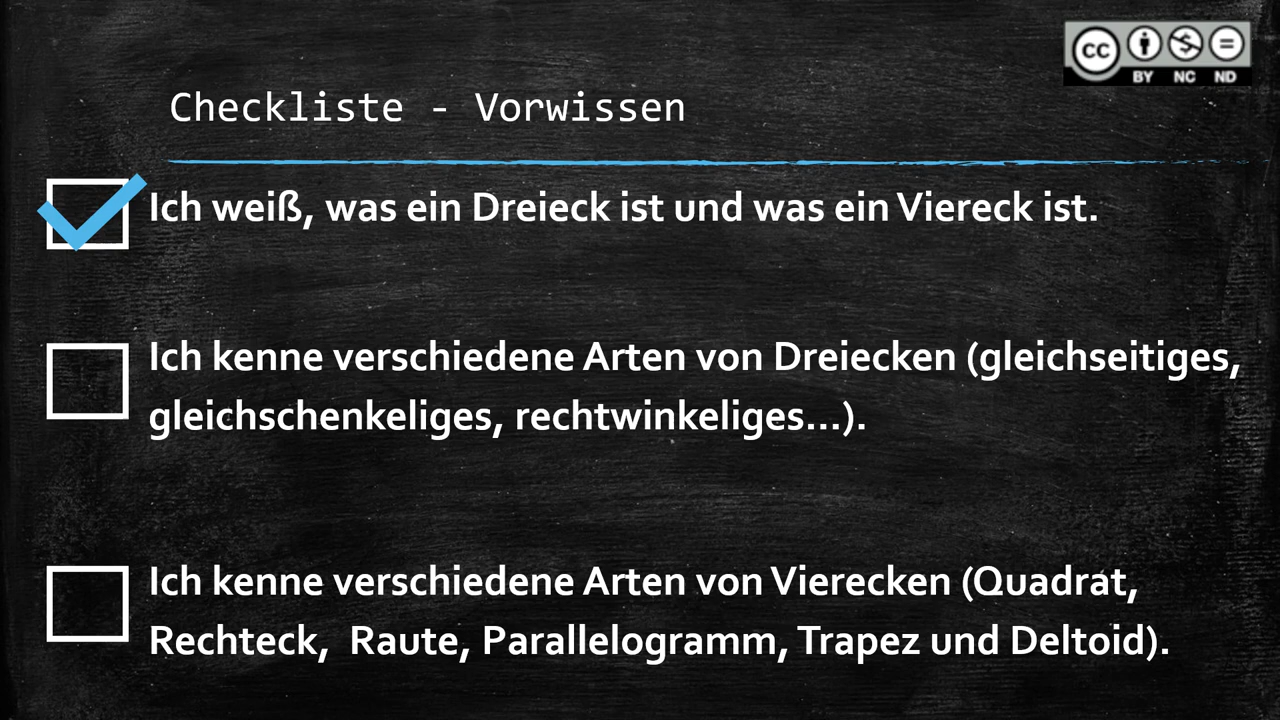 cc
BY NC ND
Checkliste - Vorwissen
Ich weiß, was ein Dreieck ist und was ein Viereck ist.
Ich kenne verschiedene Arten von Dreiecken (gleichseitiges,
gleichschenkeliges, rechtwinkeliges...).
Ich kenne verschiedene Arten von Vierecken (Quadrat,
Rechteck,  Raute, Parallelogramm, Trapez und Deltoid).